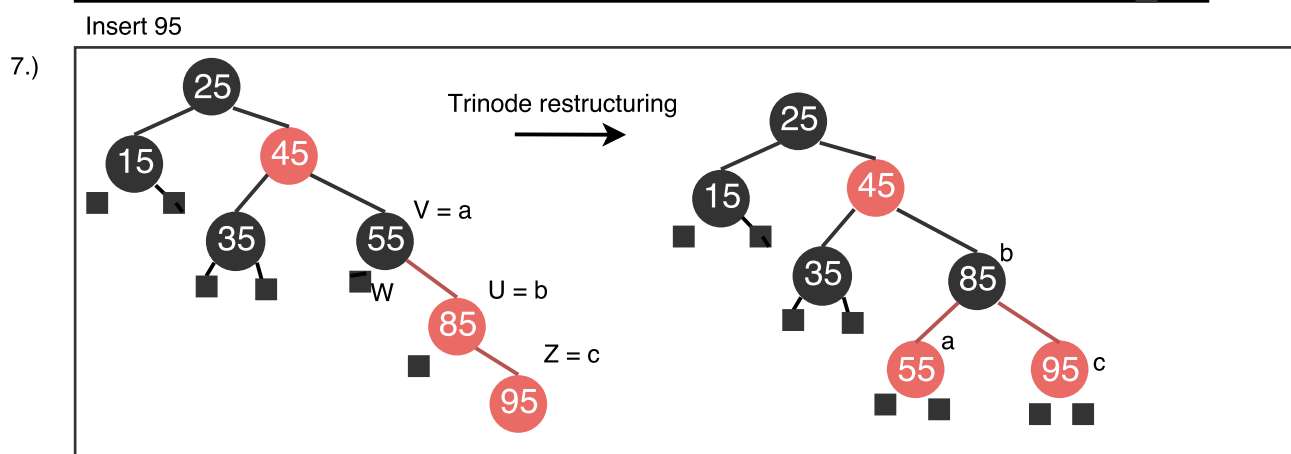 Insert 95
7.)
25
Trinode restructuring
25
15
45
V = a
15
45
35
55
W
U = b
35
85
b
85
Z = c
55
a
95
c
95